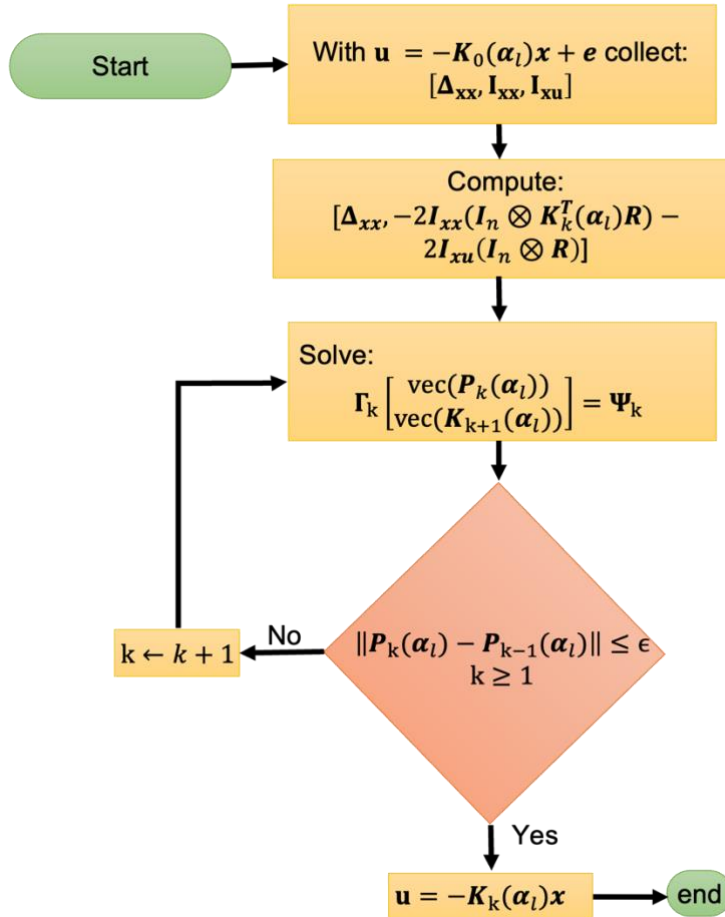 Start
With 𝐮 = −𝑲₀(𝜶ₗ)𝒙 + 𝒆 collect:
[𝚫ₓₓ, 𝐈ₓₓ, 𝐈ₓᵤ]
Compute:
[𝚫ₓₓ, −2𝑰ₓₓ(𝑰ₙ ⊗ 𝑲ₖᵀ(𝜶ₗ)𝑹) −
2𝑰ₓᵤ(𝑰ₙ ⊗ 𝑹)]
Solve:
𝚪ₖ [vec(𝑷ₖ(𝜶ₗ))
vec(𝑲ₖ₊₁(𝜶ₗ))] = 𝚿ₖ
‖𝑷ₖ(𝜶ₗ) − 𝑷ₖ₋₁(𝜶ₗ)‖ ≤ ϵ
k ≥ 1
No
k ← 𝑘 + 1
Yes
𝐮 = −𝑲ₖ(𝜶ₗ)𝒙
end